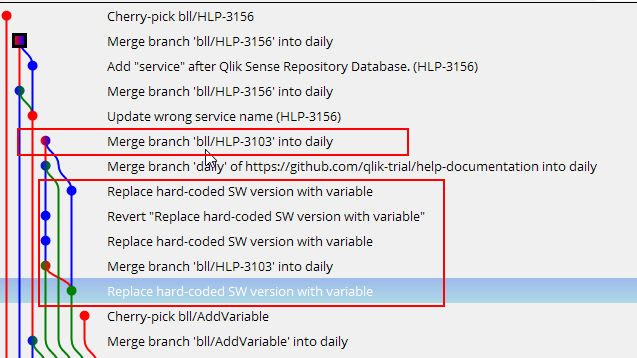 Cherry-pick bll/HLP-3156
Merge branch 'bll/HLP-3156' into daily
Add "service" after Qlik Sense Repository Database. (HLP-3156)
Merge branch 'bll/HLP-3156' into daily
Update wrong service name (HLP-3156)
Merge branch 'bll/HLP-3103' into daily
Merge branch 'daily' of https://github.com/qlik-trial/help-documentation into daily
Replace hard-coded SW version with variable
Revert "Replace hard-coded SW version with variable"
Replace hard-coded SW version with variable
Merge branch 'bll/HLP-3103' into daily
Replace hard-coded SW version with variable
Cherry-pick bll/AddVariable
Merge branch 'bll/AddVariable' into daily